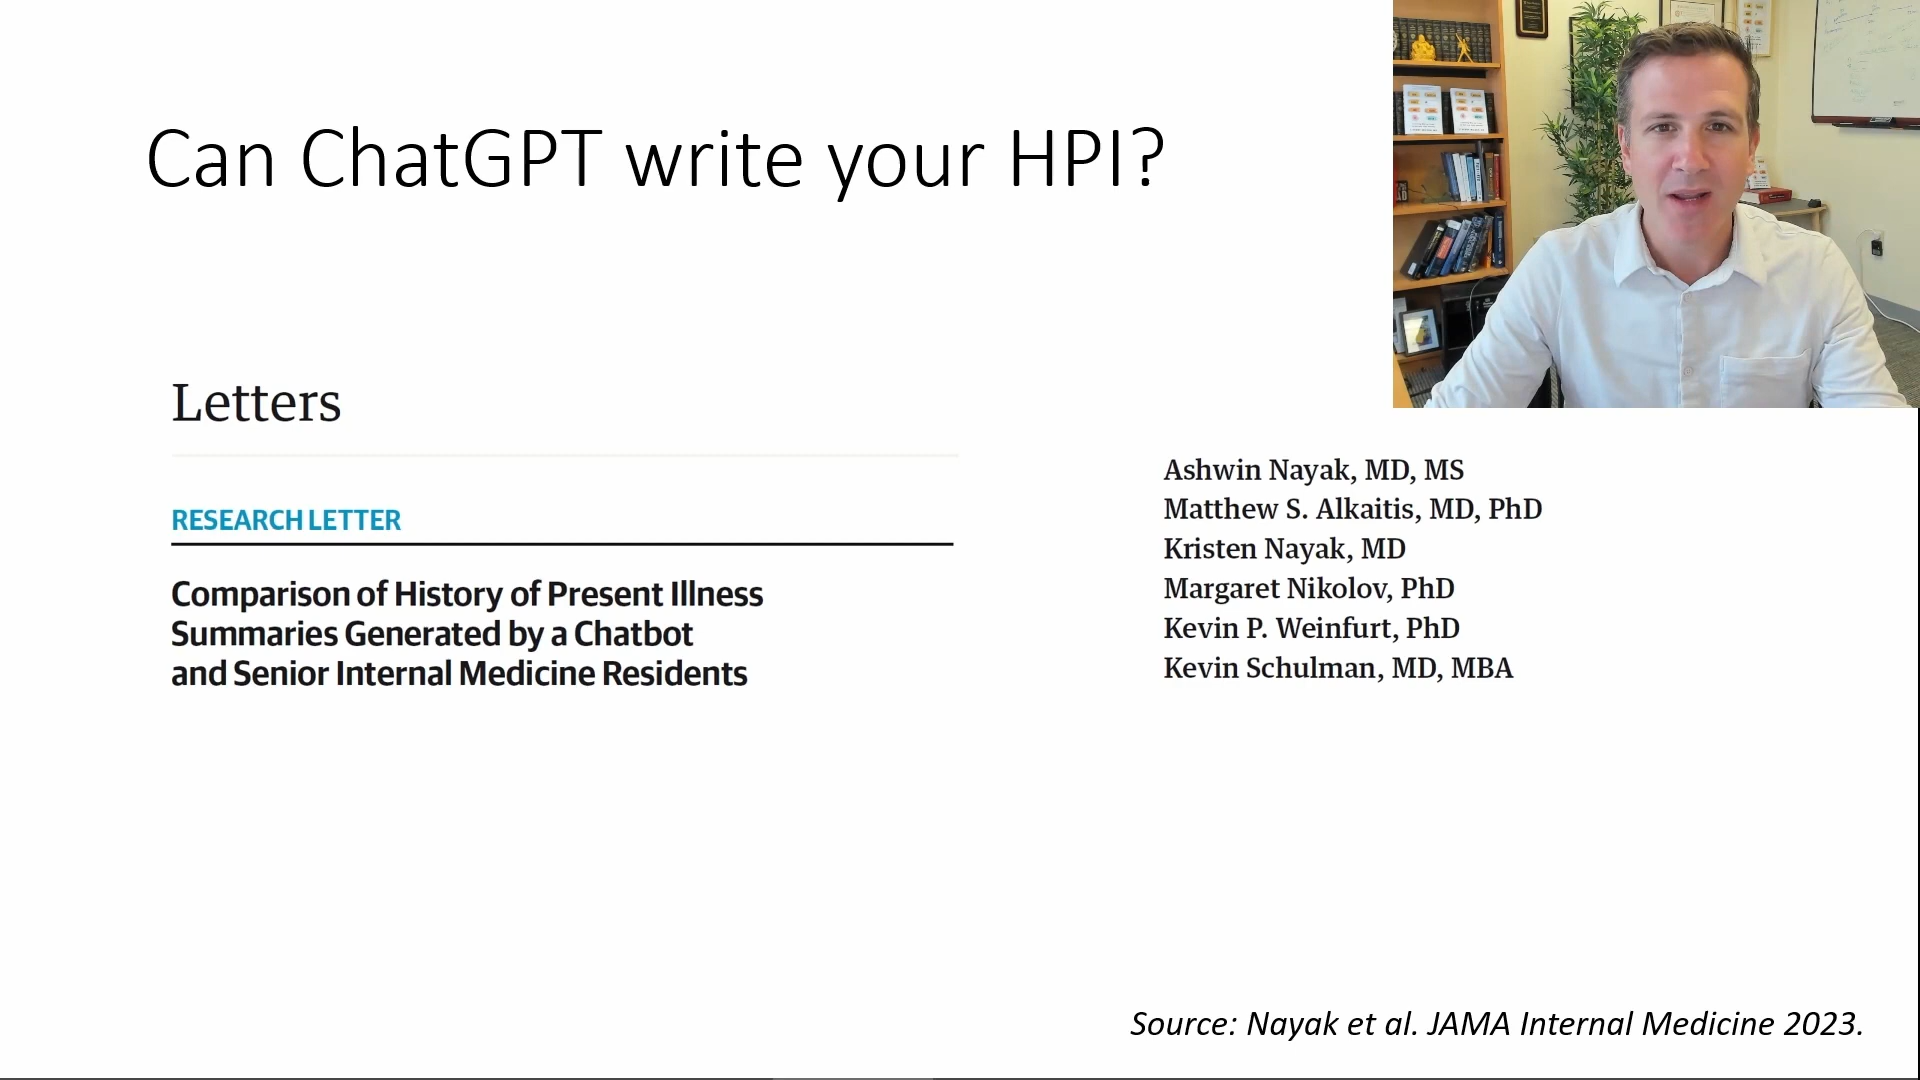 Can ChatGPT write your HPI?
Letters
RESEARCH LETTER
Comparison of History of Present Illness
Summaries Generated by a Chatbot
and Senior Internal Medicine Residents
Ashwin Nayak, MD, MS
Matthew S. Alkaitis, MD, PhD
Kristen Nayak, MD
Margaret Nikolov, PhD
Kevin P. Weinfurt, PhD
Kevin Schulman, MD, MBA
Source: Nayak et al. JAMA Internal Medicine 2023.